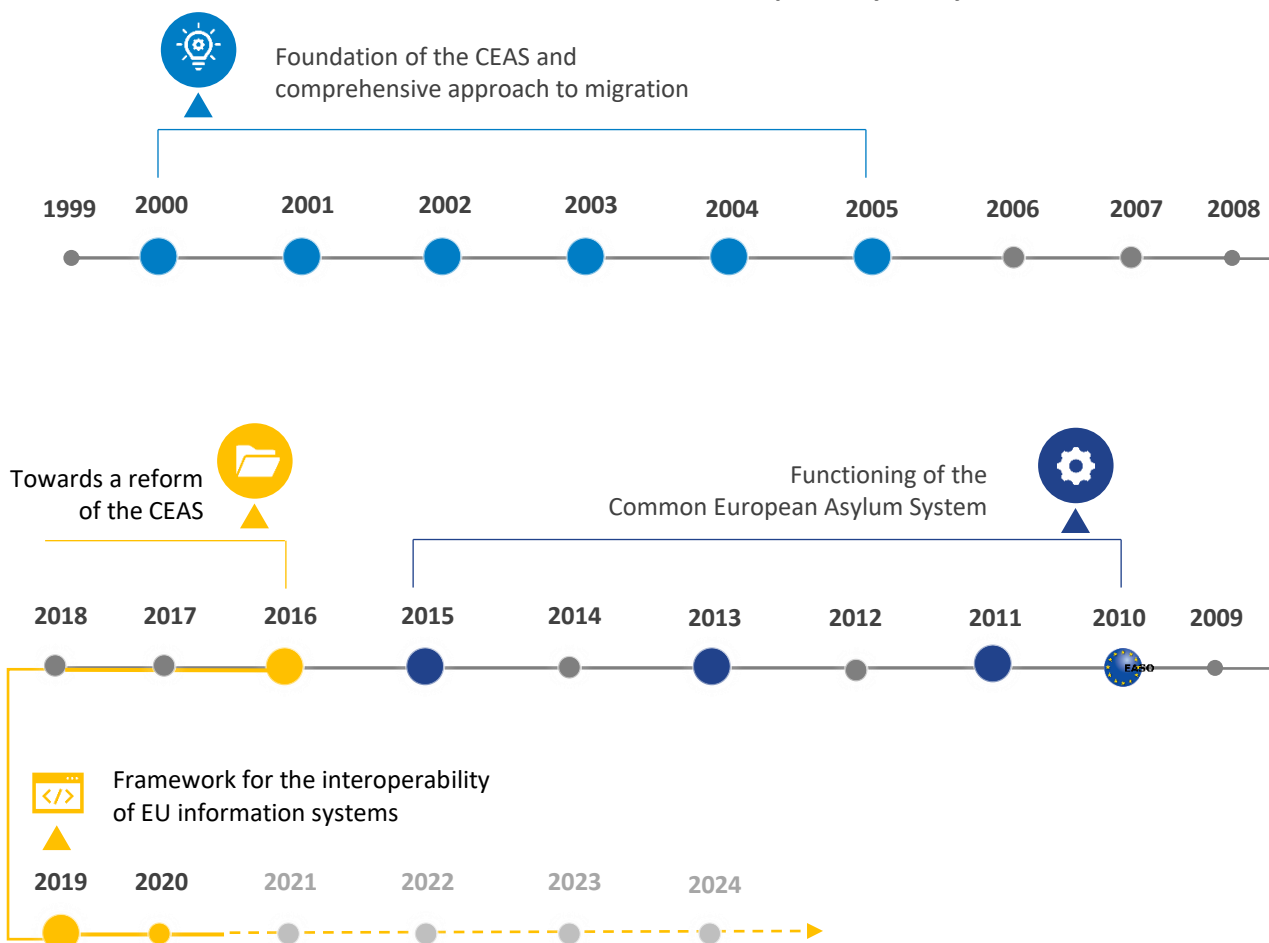 Foundation of the CEAS and
comprehensive approach to migration
1999 2000 2001 2002 2003 2004 2005 2006 2007 2008
Towards a reform
of the CEAS
Functioning of the
Common European Asylum System
2018 2017 2016 2015 2014 2013 2012 2011 2010 2009
EASO
</>
Framework for the interoperability
of EU information systems
2019 2020 2021 2022 2023 2024